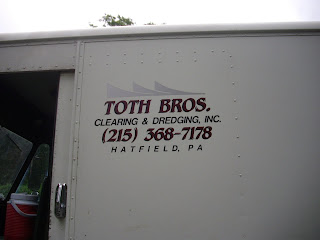 TOTH BROS.
CLEARING & DREDGING, INC.
(215) 368-7178
HATFIELD, PA